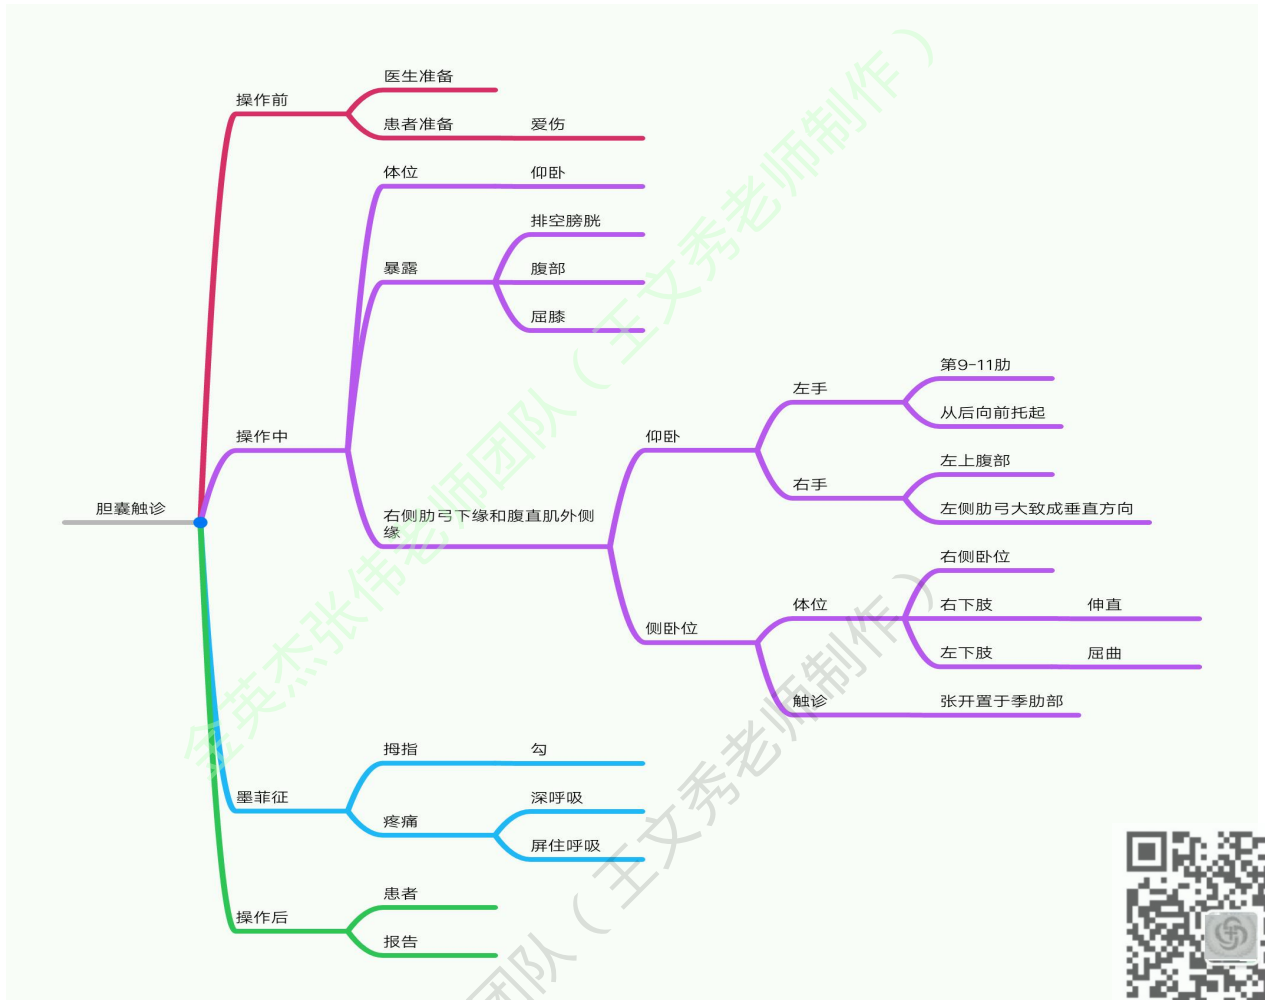 操作前
医生准备
患者准备
爱伤
胆囊触诊
操作中
体位
仰卧
暴露
排空膀胱
腹部
屈膝
右侧肋弓下缘和腹直肌外侧
缘
仰卧
左手
第9-11肋
从后向前托起
右手
左上腹部
左侧肋弓大致成垂直方向
侧卧位
体位
右侧卧位
右下肢
伸直
左下肢
屈曲
触诊
张开置于季肋部
墨菲征
拇指
勾
疼痛
深呼吸
屏住呼吸
操作后
患者
报告
金英杰张伟老师团队（王文秀老师制作）
团队（王文秀老师制作）